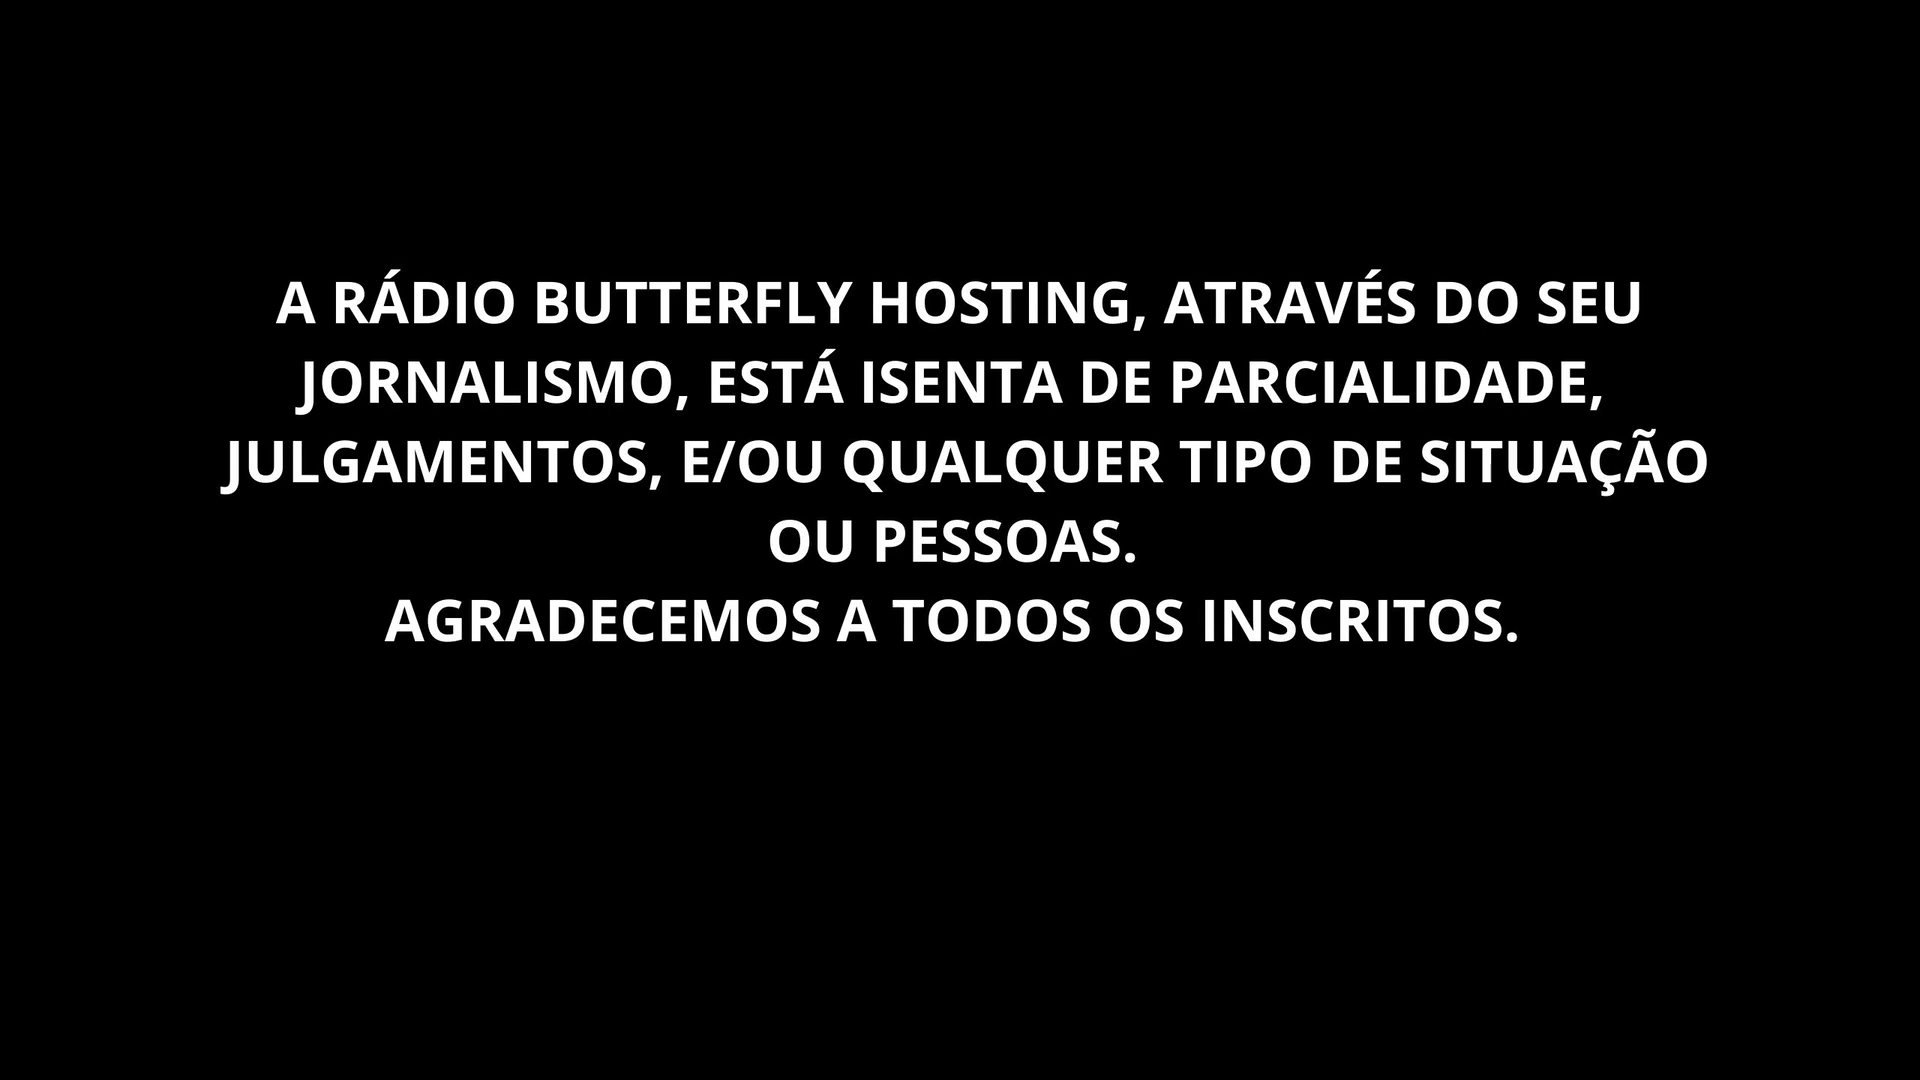 A RÁDIO BUTTERFLY HOSTING, ATRAVÉS DO SEU
JORNALISMO, ESTÁ ISENTA DE PARCIALIDADE,
JULGAMENTOS, E/OU QUALQUER TIPO DE SITUAÇÃO
OU PESSOAS.
AGRADECEMOS A TODOS OS INSCRITOS.